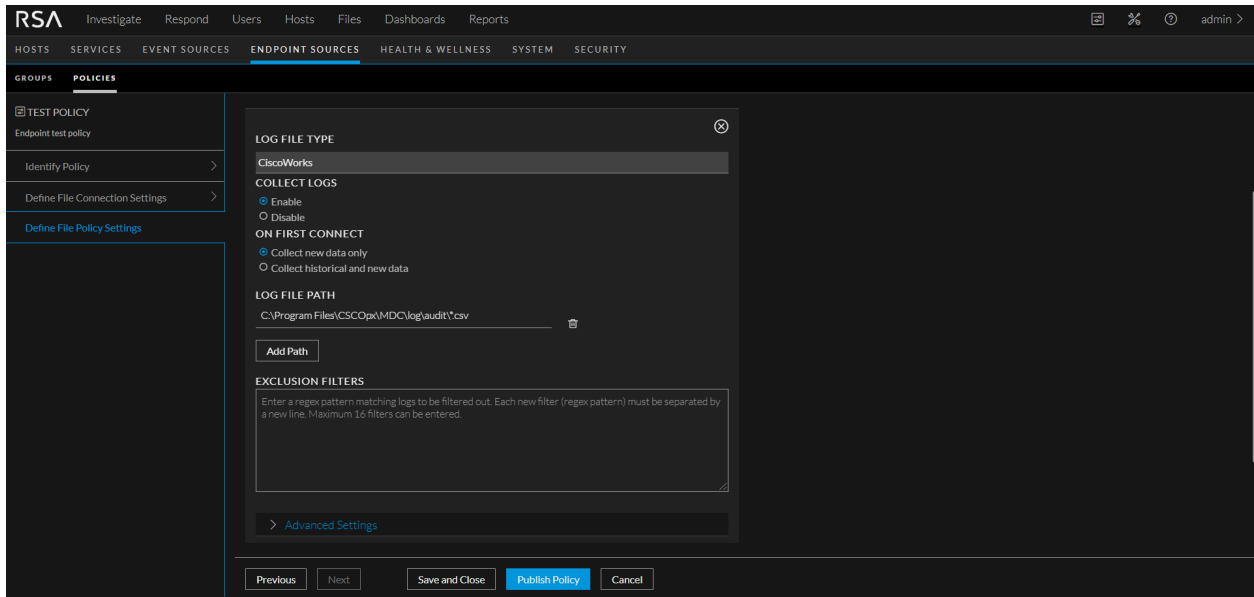 RSA Investigate Respond Users Hosts Files Dashboards Reports admin >
HOSTS SERVICES EVENT SOURCES ENDPOINT SOURCES HEALTH & WELLNESS SYSTEM SECURITY
GROUPS POLICIES
TEST POLICY
Endpoint test policy
Identify Policy
Define File Connection Settings
Define File Policy Settings
LOG FILE TYPE
CiscoWorks
COLLECT LOGS
Enable
Disable
ON FIRST CONNECT
Collect new data only
Collect historical and new data
LOG FILE PATH
C:\Program Files\CSCOpx\MDC\log\audit\*.csv
Add Path
EXCLUSION FILTERS
Enter a regex pattern matching logs to be filtered out. Each new filter (regex pattern) must be separated by
a new line. Maximum 16 filters can be entered.
Advanced Settings
Previous Next Save and Close Publish Policy Cancel